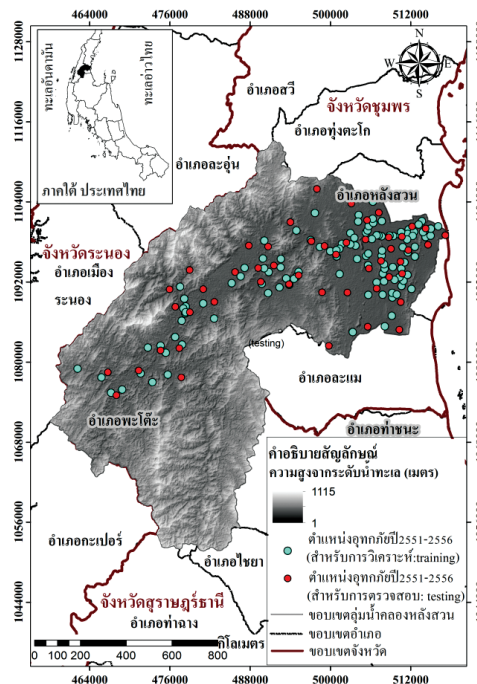 464000 476000 488000 500000 512000
1128000
1116000
1104000
1080000
1068000
1056000
1044000
N
W E
S
ทะเลอันดามัน
ทะเลอ่าวไทย
ภาคใต้ ประเทศไทย
อำเภอสวี
จังหวัดชุมพร
อำเภอทุ่งตะโก
อำเภอละอุ่น
อำเภอหลังสวน
จังหวัดระนอง
อำเภอเมือง
ระนอง
(testing)
อำเภอละแม
อำเภอพะโต๊ะ
อำเภอท่าชนะ
คำอธิบายสัญลักษณ์
ความสูงจากระดับน้ำทะเล (เมตร)
1115
1
ตำแหน่งอุทกภัยปี2551-2556
(สำหรับการวิเคราะห์:training)
ตำแหน่งอุทกภัยปี2551-2556
(สำหรับการตรวจสอบ: testing)
ขอบเขตลุ่มน้ำคลองหลังสวน
ขอบเขตอำเภอ
ขอบเขตจังหวัด
อำเภอกะเปอร์
อำเภอไชยา
จังหวัดสุราษฎร์ธานี
อำเภอท่าฉาง
0 100 200 400 600 800
กิโลเมตร
464000 476000 488000 500000 512000